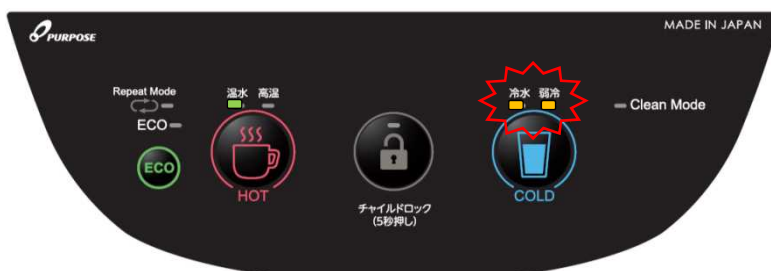 PURPOSE
MADE IN JAPAN
Repeat Mode
温水 高温
冷水 弱冷
ECO
Clean Mode
ECO
HOT
COLD
チャイルドロック
(5秒押し)